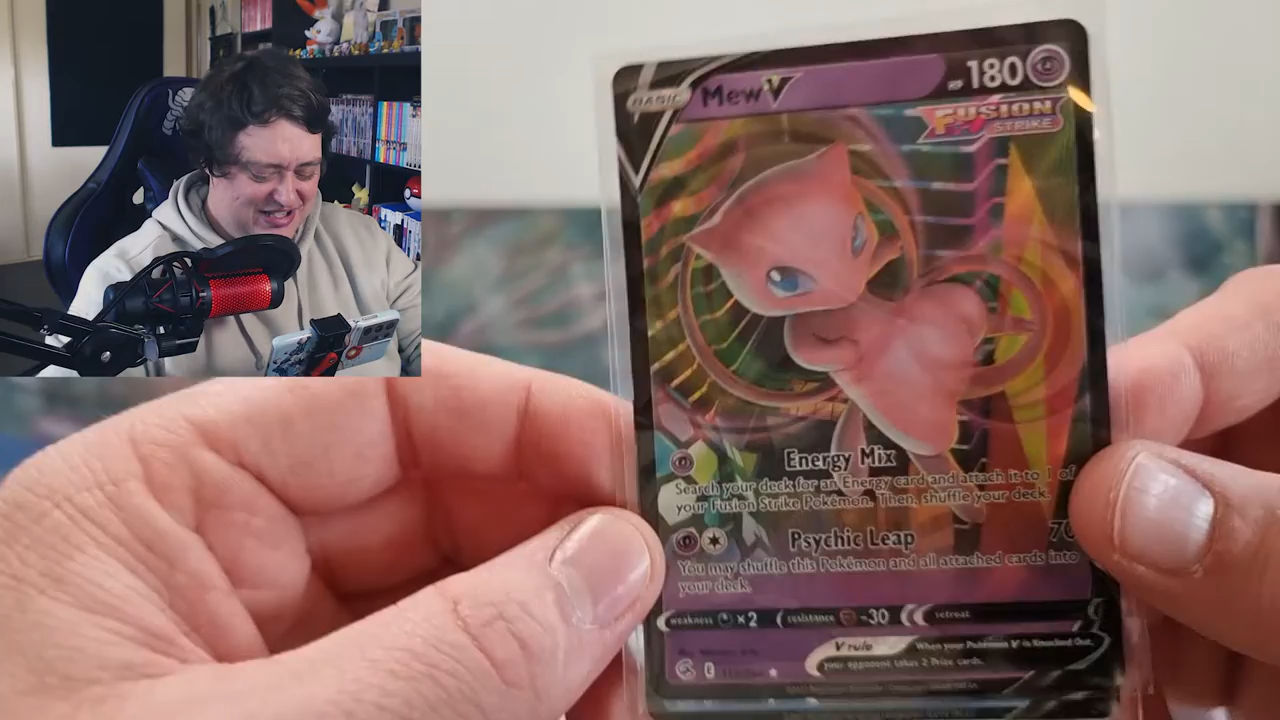 BASIC Mew V HP 180
FUSION
STRIKE
Energy Mix
Search your deck for an Energy card and attach it to 1 of
your Fusion Strike Pokémon. Then, shuffle your deck.
Psychic Leap 70
You may shuffle this Pokémon and all attached cards into
your deck.
weakness ×2 resistance -30 retreat
V rule When your Pokémon V is Knocked Out,
your opponent takes 2 Prize cards.